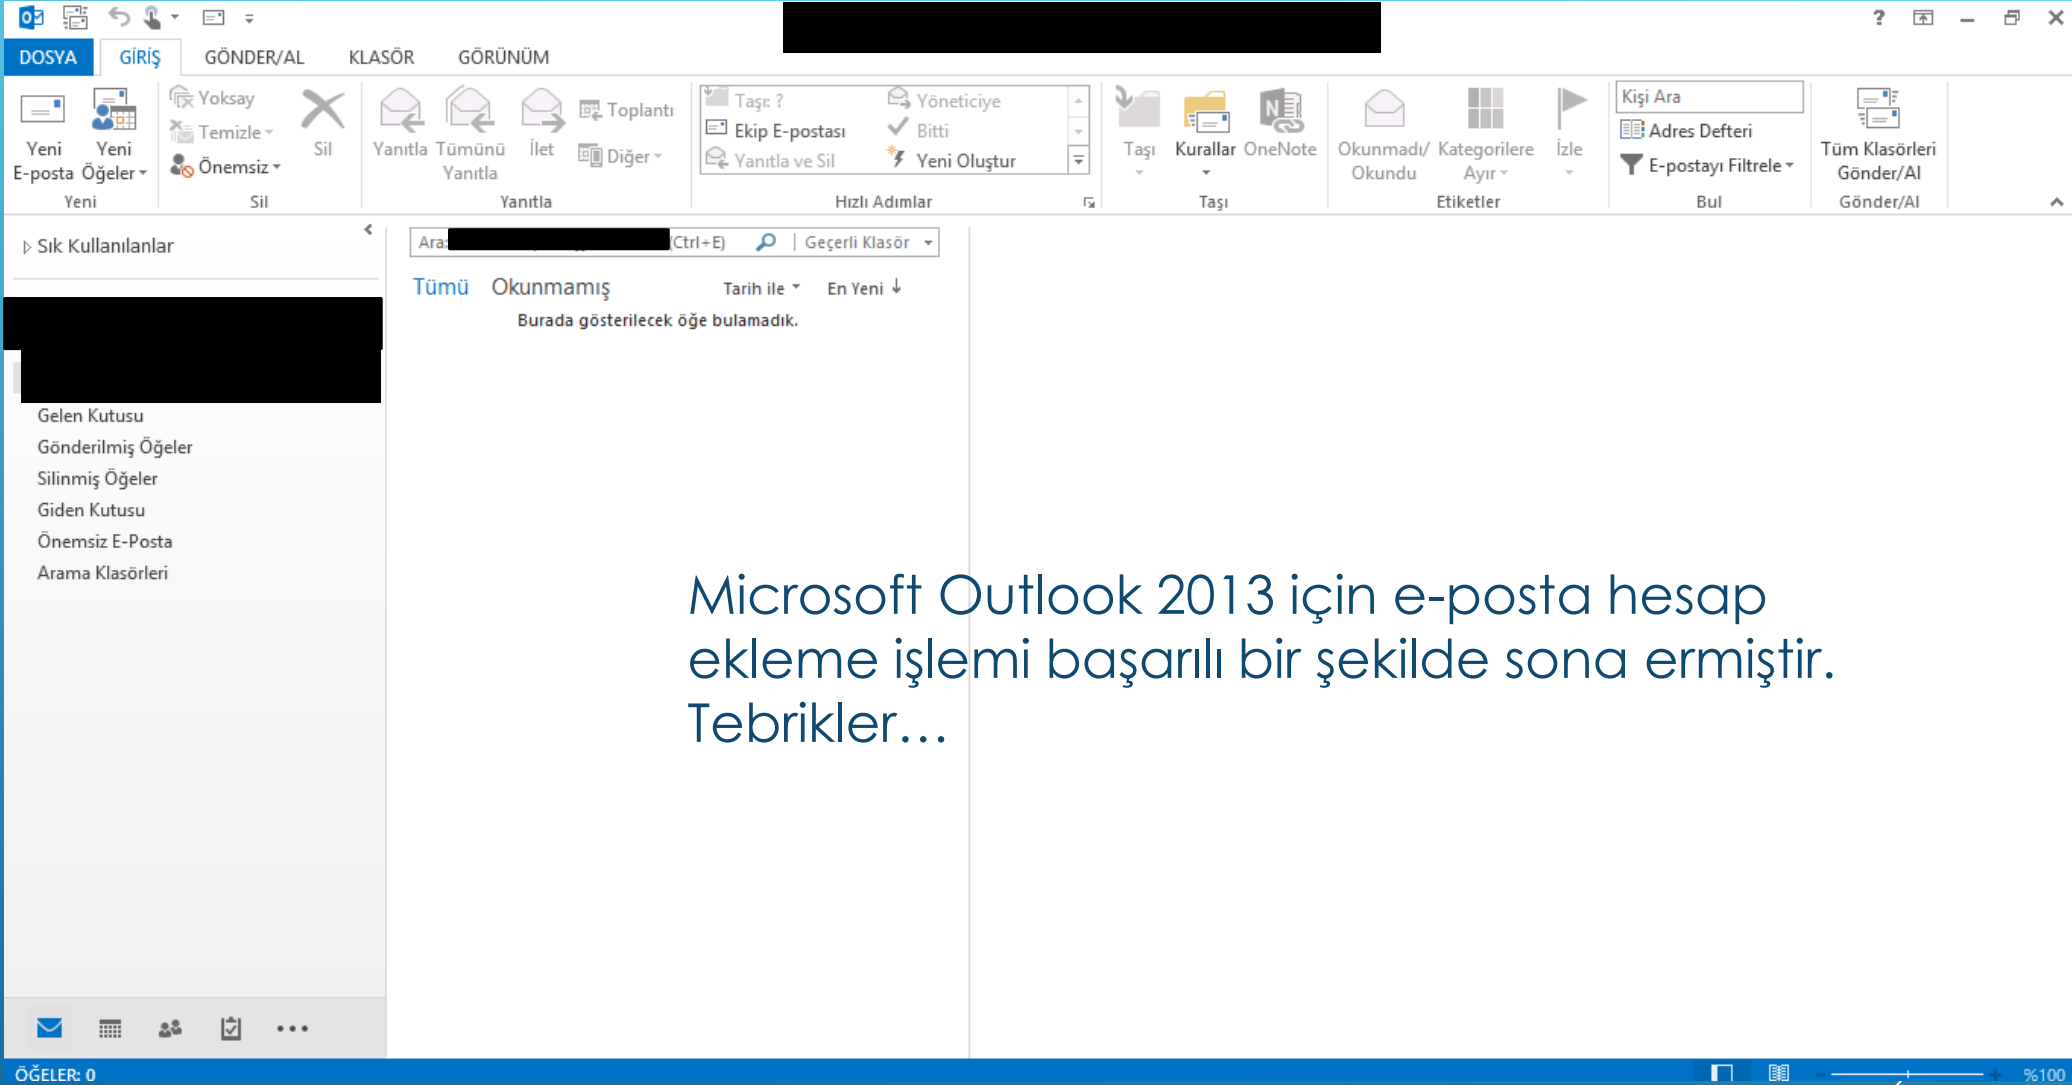 DOSYA GİRİŞ GÖNDER/AL KLASÖR GÖRÜNÜM
Yeni E-posta
Yeni Öğeler
Yoksay
Temizle
Önemsiz
Sil
Yanıtla
Tümünü Yanıtla
İlet
Toplantı
Diğer
Taşı: ?
Ekip E-postası
Yanıtla ve Sil
Yöneticiye
Bitti
Yeni Oluştur
Taşı
Kurallar
OneNote
Okunmadı/ Okundu
Kategorilere Ayır
İzle
Kişi Ara
Adres Defteri
E-postayı Filtrele
Tüm Klasörleri Gönder/Al
Yeni Sil Yanıtla Hızlı Adımlar Taşı Etiketler Bul Gönder/Al
Sık Kullanılanlar
Gelen Kutusu
Gönderilmiş Öğeler
Silinmiş Öğeler
Giden Kutusu
Önemsiz E-Posta
Arama Klasörleri
Ara: (Ctrl+E) Geçerli Klasör
Tümü Okunmamış Tarih ile En Yeni
Burada gösterilecek öğe bulamadık.
Microsoft Outlook 2013 için e-posta hesap
ekleme işlemi başarılı bir şekilde sona ermiştir.
Tebrikler…
ÖĞELER: 0 %100